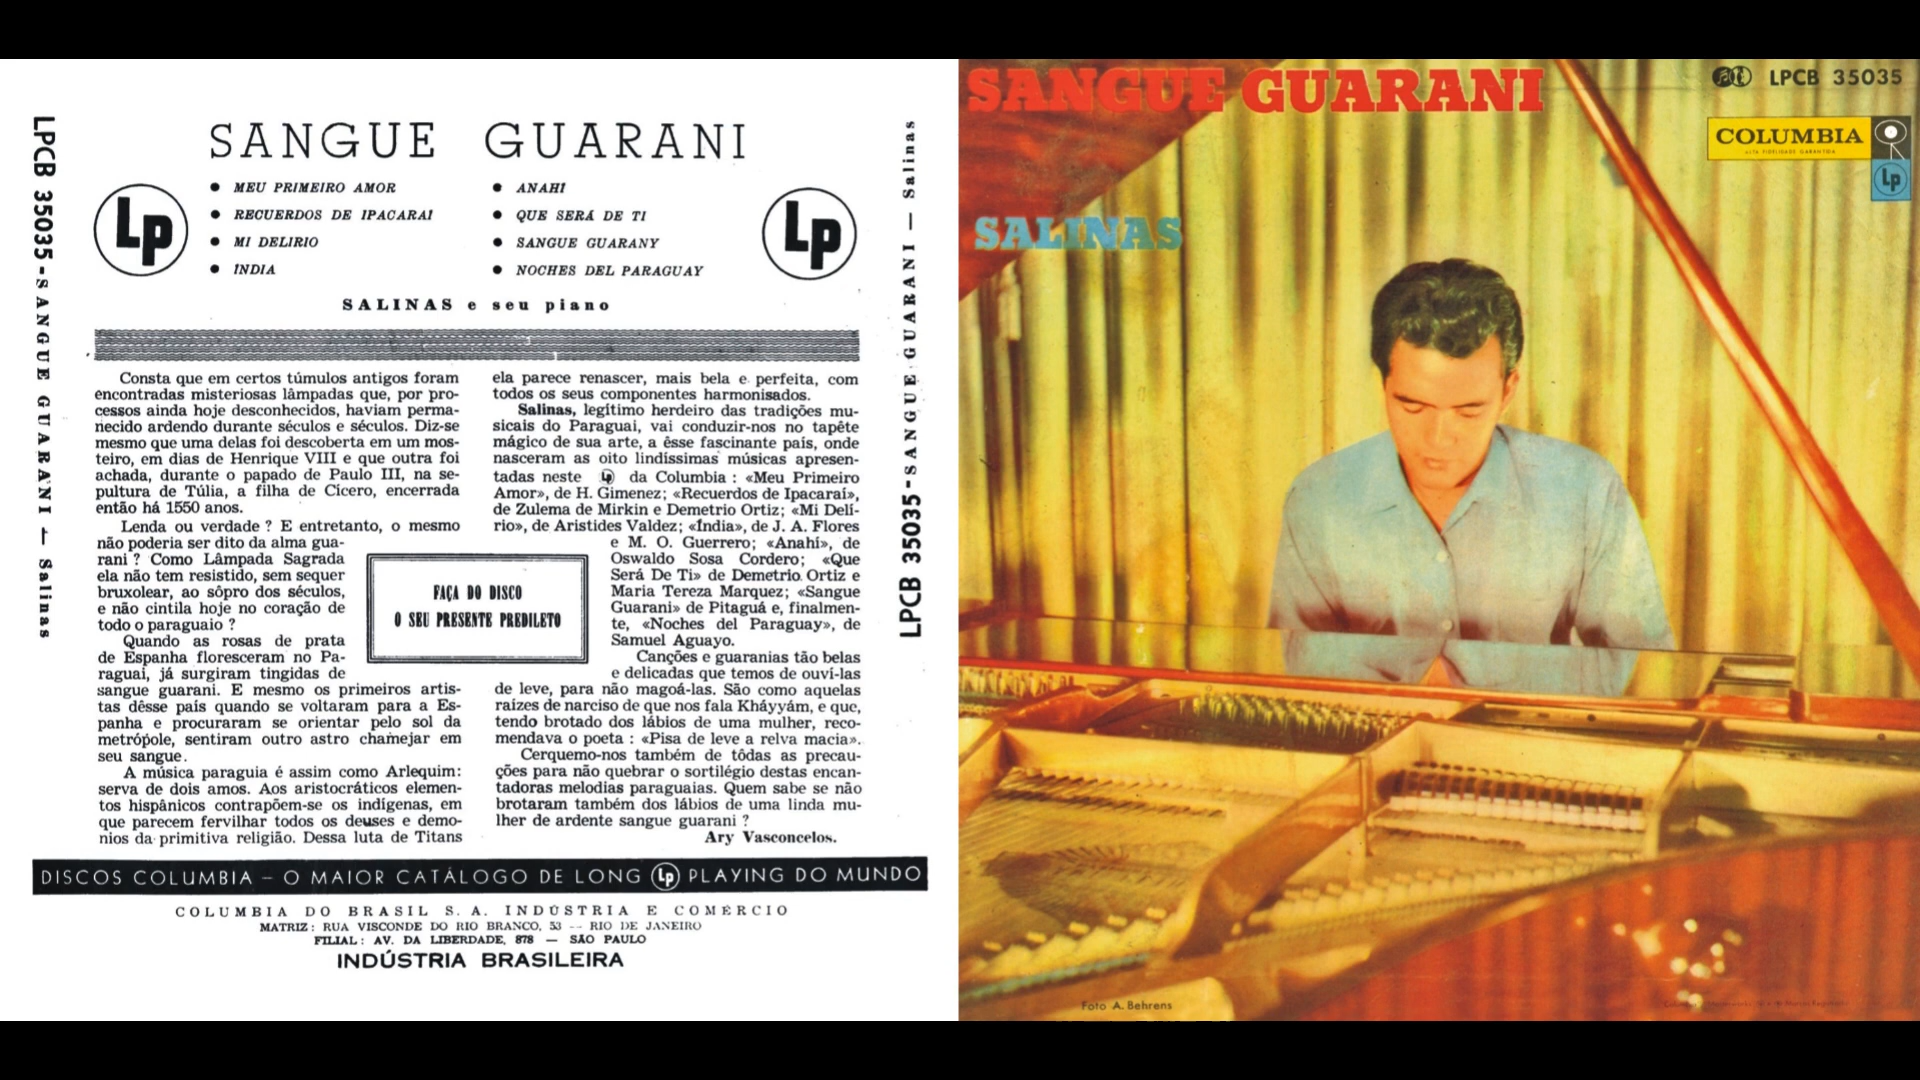 SANGUE GUARANI
MEU PRIMEIRO AMOR
RECUERDOS DE IPACARAI
MI DELIRIO
INDIA
ANAHI
QUE SERÁ DE TI
SANGUE GUARANY
NOCHES DEL PARAGUAY
Lp
Lp
SALINAS e seu piano
LPCB 35035 - SANGUE GUARANI — Salinas
Consta que em certos túmulos antigos foram
encontradas misteriosas lâmpadas que, por pro-
cessos ainda hoje desconhecidos, haviam perma-
necido ardendo durante séculos e séculos. Diz-se
mesmo que uma delas foi descoberta em um mos-
teiro, em dias de Henrique VIII e que outra foi
achada, durante o papado de Paulo III, na se-
pultura de Túlia, a filha de Cícero, encerrada
então há 1550 anos.
Lenda ou verdade ? E entretanto, o mesmo
não poderia ser dito da alma gua-
rani ? Como Lâmpada Sagrada
ela não tem resistido, sem sequer
bruxolear, ao sôpro dos séculos,
e não cintila hoje no coração de
todo o paraguaio ?
Quando as rosas de prata
de Espanha floresceram no Pa-
raguai, já surgiram tingidas de
sangue guarani. E mesmo os primeiros artis-
tas dêsse país quando se voltaram para a Es-
panha e procuraram se orientar pelo sol da
metrópole, sentiram outro astro chamejar em
seu sangue.
A música paraguia é assim como Arlequim:
serva de dois amos. Aos aristocráticos elemen-
tos hispânicos contrapõem-se os indígenas, em
que parecem fervilhar todos os deuses e demo-
nios da primitiva religião. Dessa luta de Titans
FAÇA DO DISCO
O SEU PRESENTE PREDILETO
ela parece renascer, mais bela e perfeita, com
todos os seus componentes harmonisados.
Salinas, legítimo herdeiro das tradições mu-
sicais do Paraguai, vai conduzir-nos no tapête
mágico de sua arte, a êsse fascinante país, onde
nasceram as oito lindíssimas músicas apresen-
tadas neste Lp da Columbia : «Meu Primeiro
Amor», de H. Gimenez; «Recuerdos de Ipacaraí»,
de Zulema de Mirkin e Demetrio Ortiz; «Mi Delí-
rio», de Aristides Valdez; «Índia», de J. A. Flores
e M. O. Guerrero; «Anahí», de
Oswaldo Sosa Cordero; «Que
Será De Ti» de Demetrio Ortiz e
Maria Tereza Marquez; «Sangue
Guarani» de Pitaguá e, finalmen-
te, «Noches del Paraguay», de
Samuel Aguayo.
Canções e guaranias tão belas
e delicadas que temos de ouví-las
de leve, para não magoá-las. São como aquelas
raízes de narciso de que nos fala Kháyyám, e que,
tendo brotado dos lábios de uma mulher, reco-
mendava o poeta : «Pisa de leve a relva macia».
Cerquemo-nos também de tôdas as precau-
ções para não quebrar o sortilégio destas encan-
tadoras melodias paraguaias. Quem sabe se não
brotaram também dos lábios de uma linda mu-
lher de ardente sangue guarani ?
Ary Vasconcelos.
LPCB 35035 - SANGUE GUARANI — Salinas
DISCOS COLUMBIA — O MAIOR CATÁLOGO DE LONG Lp PLAYING DO MUNDO
COLUMBIA DO BRASIL S. A. INDÚSTRIA E COMÉRCIO
MATRIZ: RUA VISCONDE DO RIO BRANCO, 53 -- RIO DE JANEIRO
FILIAL: AV. DA LIBERDADE, 878 — SÃO PAULO
INDÚSTRIA BRASILEIRA
SANGUE GUARANI
LPCB 35035
COLUMBIA
ALTA FIDELIDADE GARANTIDA
Lp
SALINAS
Foto A. Behrens